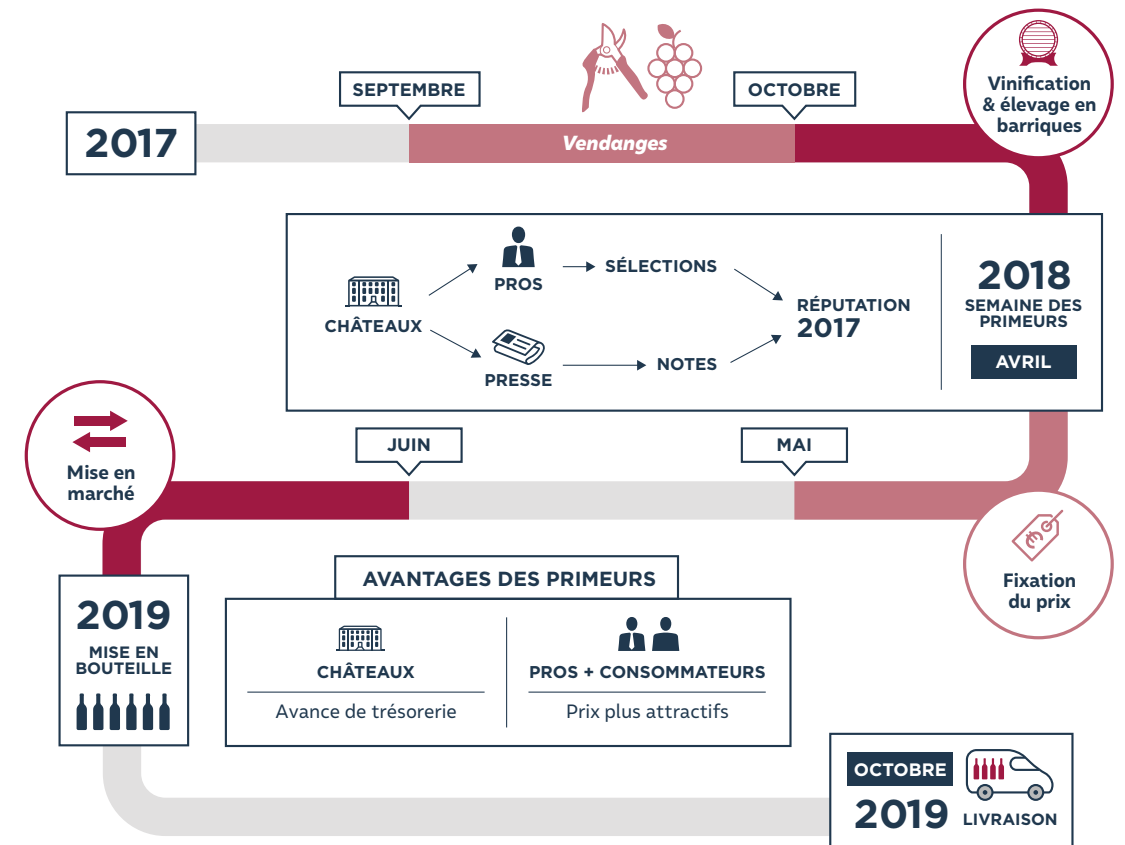 SEPTEMBRE
OCTOBRE
2017
Vendanges
Vinification
& élevage en
barriques
CHÂTEAUX
PROS
SÉLECTIONS
PRESSE
NOTES
RÉPUTATION
2017
2018
SEMAINE DES
PRIMEURS
AVRIL
MAI
JUIN
Fixation
du prix
Mise en
marché
2019
MISE EN
BOUTEILLE
AVANTAGES DES PRIMEURS
CHÂTEAUX
Avance de trésorerie
PROS + CONSOMMATEURS
Prix plus attractifs
OCTOBRE
2019
LIVRAISON